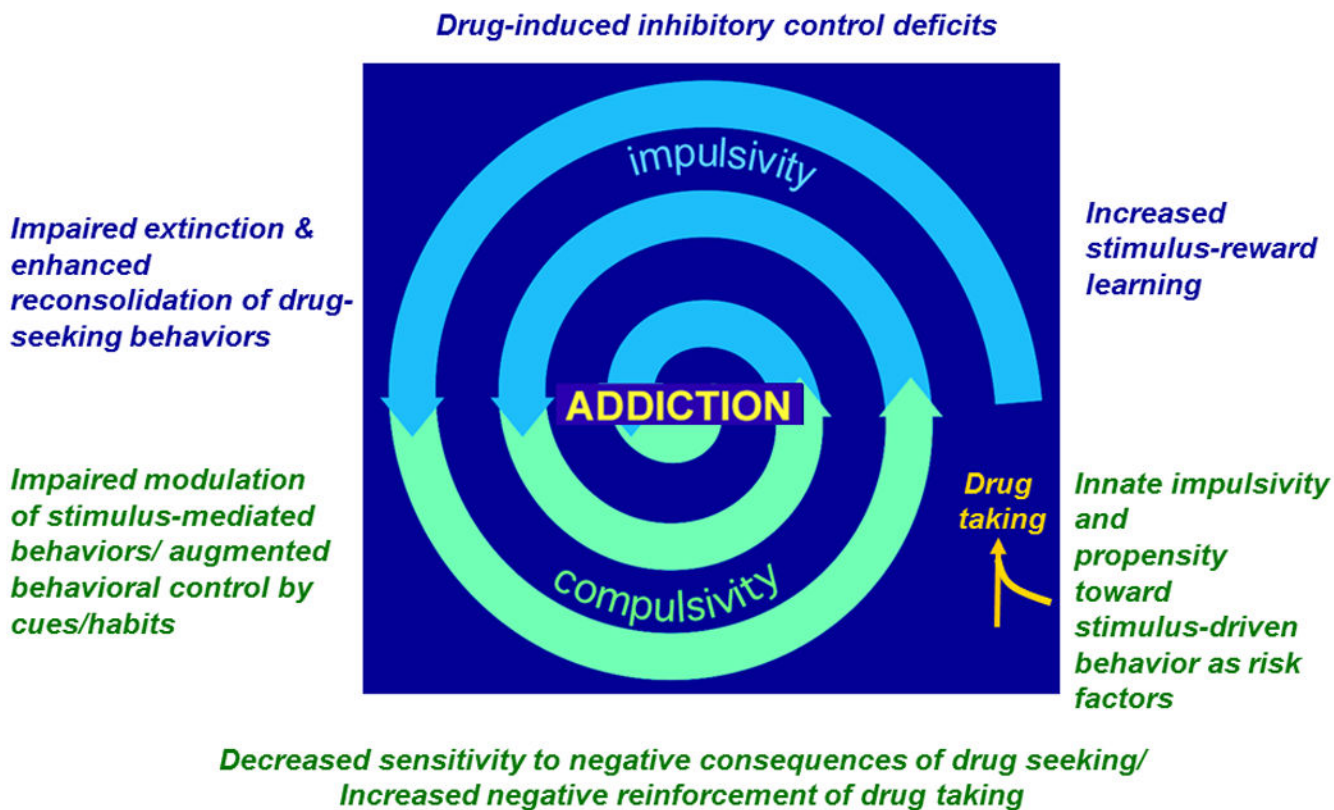 Drug-induced inhibitory control deficits
impulsivity
Impaired extinction &
enhanced
reconsolidation of drug-
seeking behaviors
Increased
stimulus-reward
learning
ADDICTION
Impaired modulation
of stimulus-mediated
behaviors/ augmented
behavioral control by
cues/habits
compulsivity
Drug
taking
Innate impulsivity
and
propensity
toward
stimulus-driven
behavior as risk
factors
Decreased sensitivity to negative consequences of drug seeking/
Increased negative reinforcement of drug taking